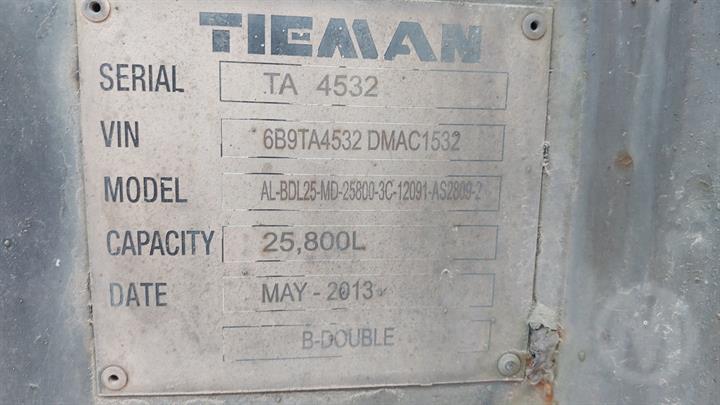 TIEMAN
SERIAL TA 4532
VIN 6B9TA4532 DMAC1532
MODEL AL-BDL25-MD-25800-3C-12091-AS2809-2
CAPACITY 25,800L
DATE MAY - 2013
B-DOUBLE